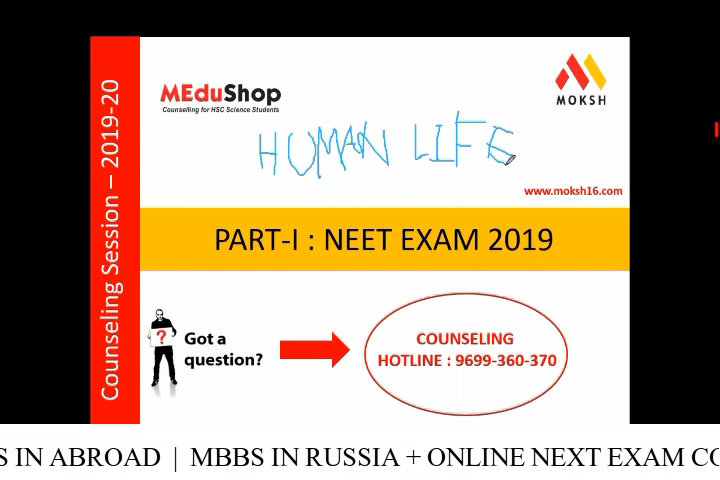 Counseling Session – 2019-20
MEduShop
Counselling for HSC Science Students
MOKSH
HUMAN LIFE
www.moksh16.com
PART-I : NEET EXAM 2019
?
Got a
question?
COUNSELING
HOTLINE : 9699-360-370
S IN ABROAD | MBBS IN RUSSIA + ONLINE NEXT EXAM CO